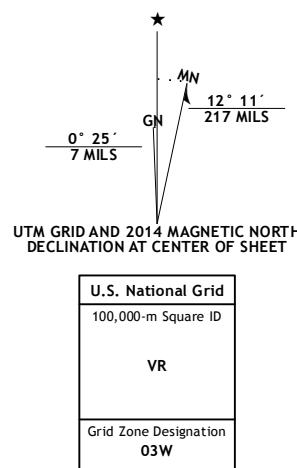 ★
MN
GN
12° 11´
217 MILS
0° 25´
7 MILS
UTM GRID AND 2014 MAGNETIC NORTH
DECLINATION AT CENTER OF SHEET
U.S. National Grid
100,000-m Square ID
VR
Grid Zone Designation
03W